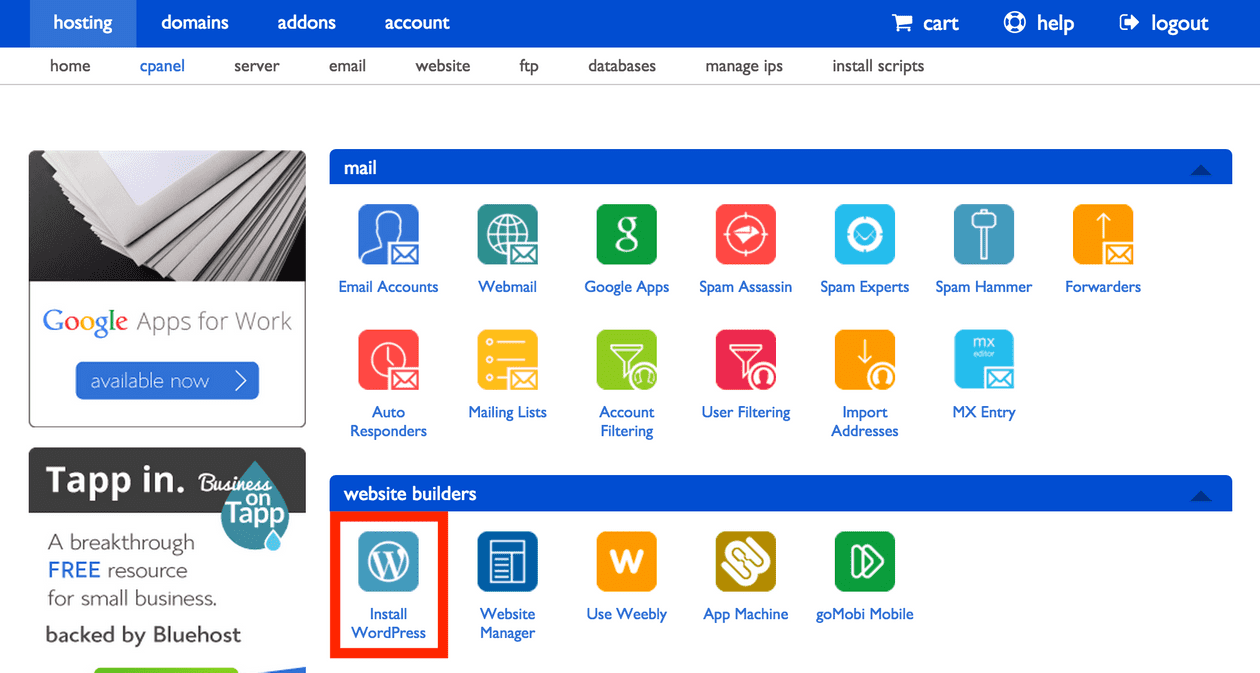 hosting domains addons account cart help logout
home cpanel server email website ftp databases manage ips install scripts
Google Apps for Work
available now
Tapp in. Business
on
Tapp
A breakthrough
FREE resource
for small business.
backed by Bluehost
mail
Email Accounts
Webmail
g
Google Apps
Spam Assassin
Spam Experts
Spam Hammer
Forwarders
Auto
Responders
Mailing Lists
Account
Filtering
User Filtering
Import
Addresses
mx
editor
MX Entry
website builders
W
Install
WordPress
Website
Manager
W
Use Weebly
App Machine
goMobi Mobile